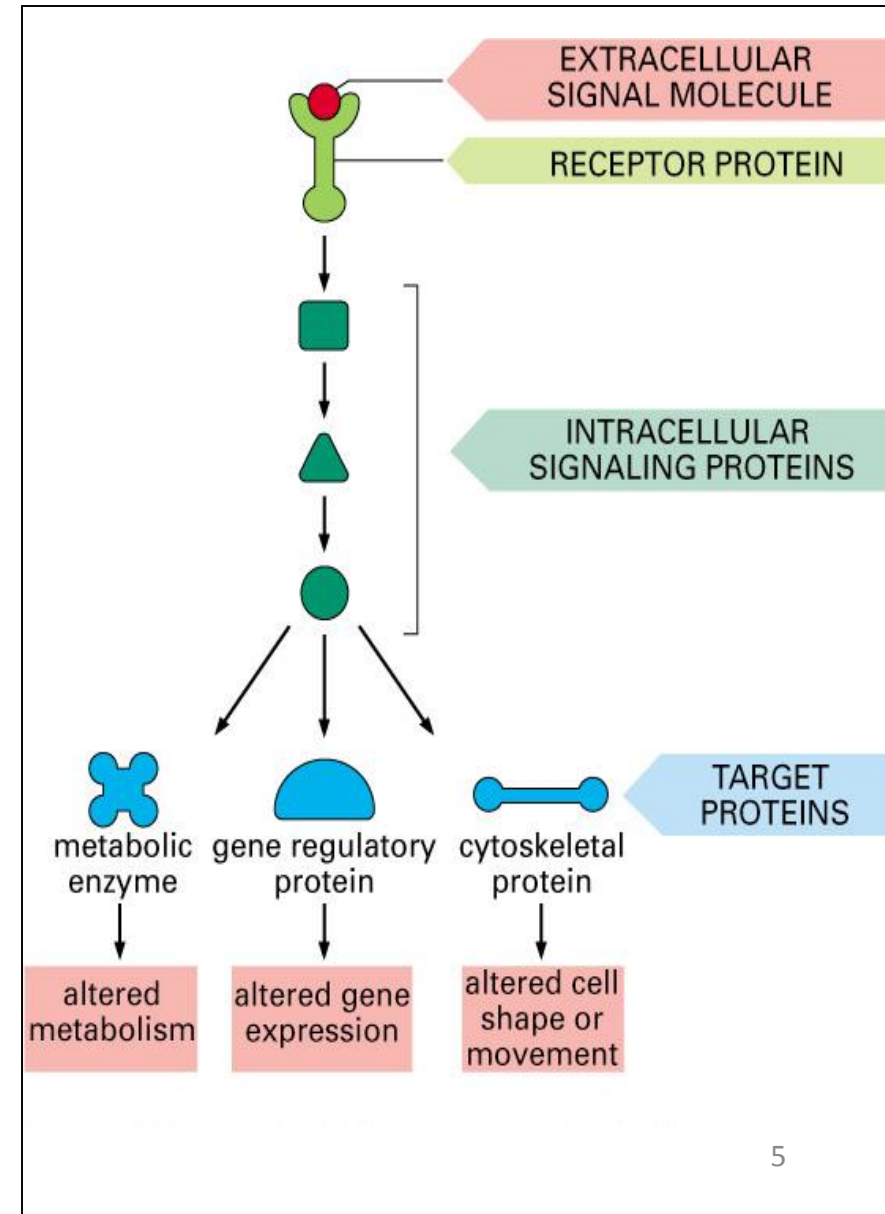 EXTRACELLULAR
SIGNAL MOLECULE
RECEPTOR PROTEIN
INTRACELLULAR
SIGNALING PROTEINS
TARGET
PROTEINS
metabolic
enzyme
gene regulatory
protein
cytoskeletal
protein
altered
metabolism
altered gene
expression
altered cell
shape or
movement
5